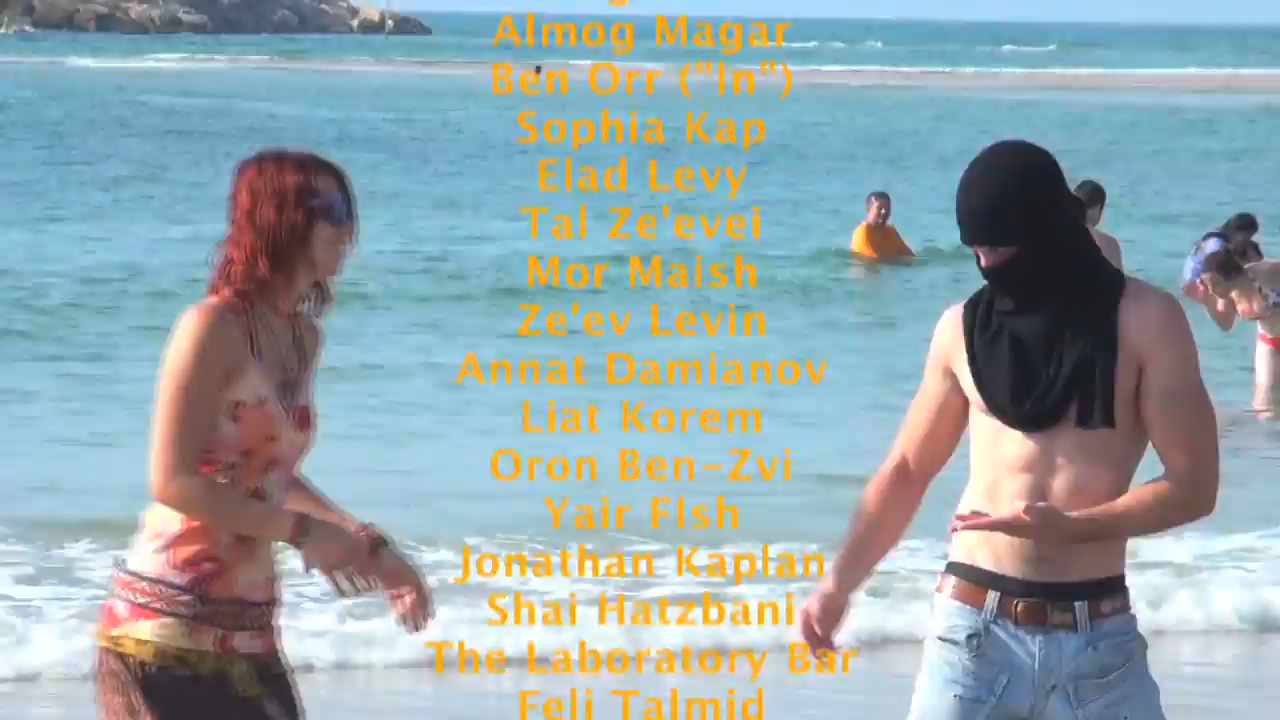 Almog Magar
Ben Orr ("In")
Sophia Kap
Elad Levy
Tal Ze'evei
Mor Maish
Ze'ev Levin
Annat Damianov
Liat Korem
Oron Ben-Zvi
Yair FIsh
Jonathan Kaplan
Shai Hatzbani
The Laboratory Bar
Feli Talmid